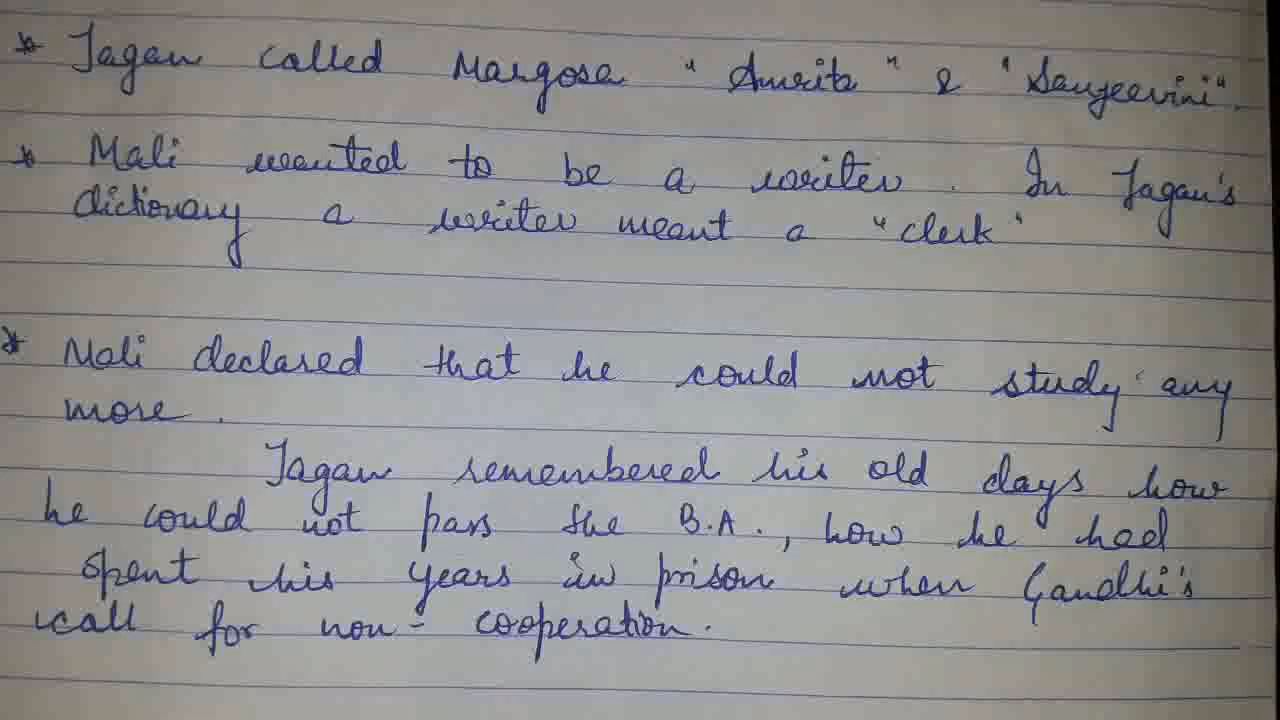 * Jagan called Margosa "Amrita" & "Sanjeevini".
* Mali wanted to be a writer. In Jagan's
dictionary a writer meant a "clerk"
* Mali declared that he could not study any
more.
Jagan remembered his old days how
he could not pass the B.A., how he had
spent his years in prison when Gandhi's
call for non-cooperation.